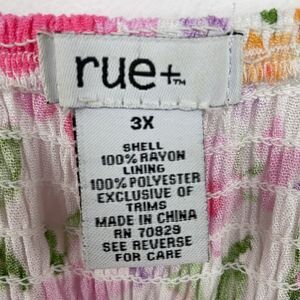 rue+™
3X
SHELL
100% RAYON
LINING
100% POLYESTER
EXCLUSIVE OF
TRIMS
MADE IN CHINA
RN 70829
SEE REVERSE
FOR CARE